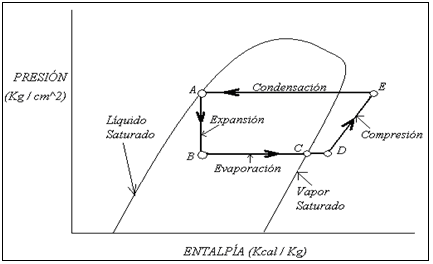 PRESIÓN
(Kg / cm^2)
A
Condensación
E
Líquido
Saturado
Expansión
Compresión
B
C
D
Evaporación
Vapor
Saturado
ENTALPÍA (Kcal / Kg)